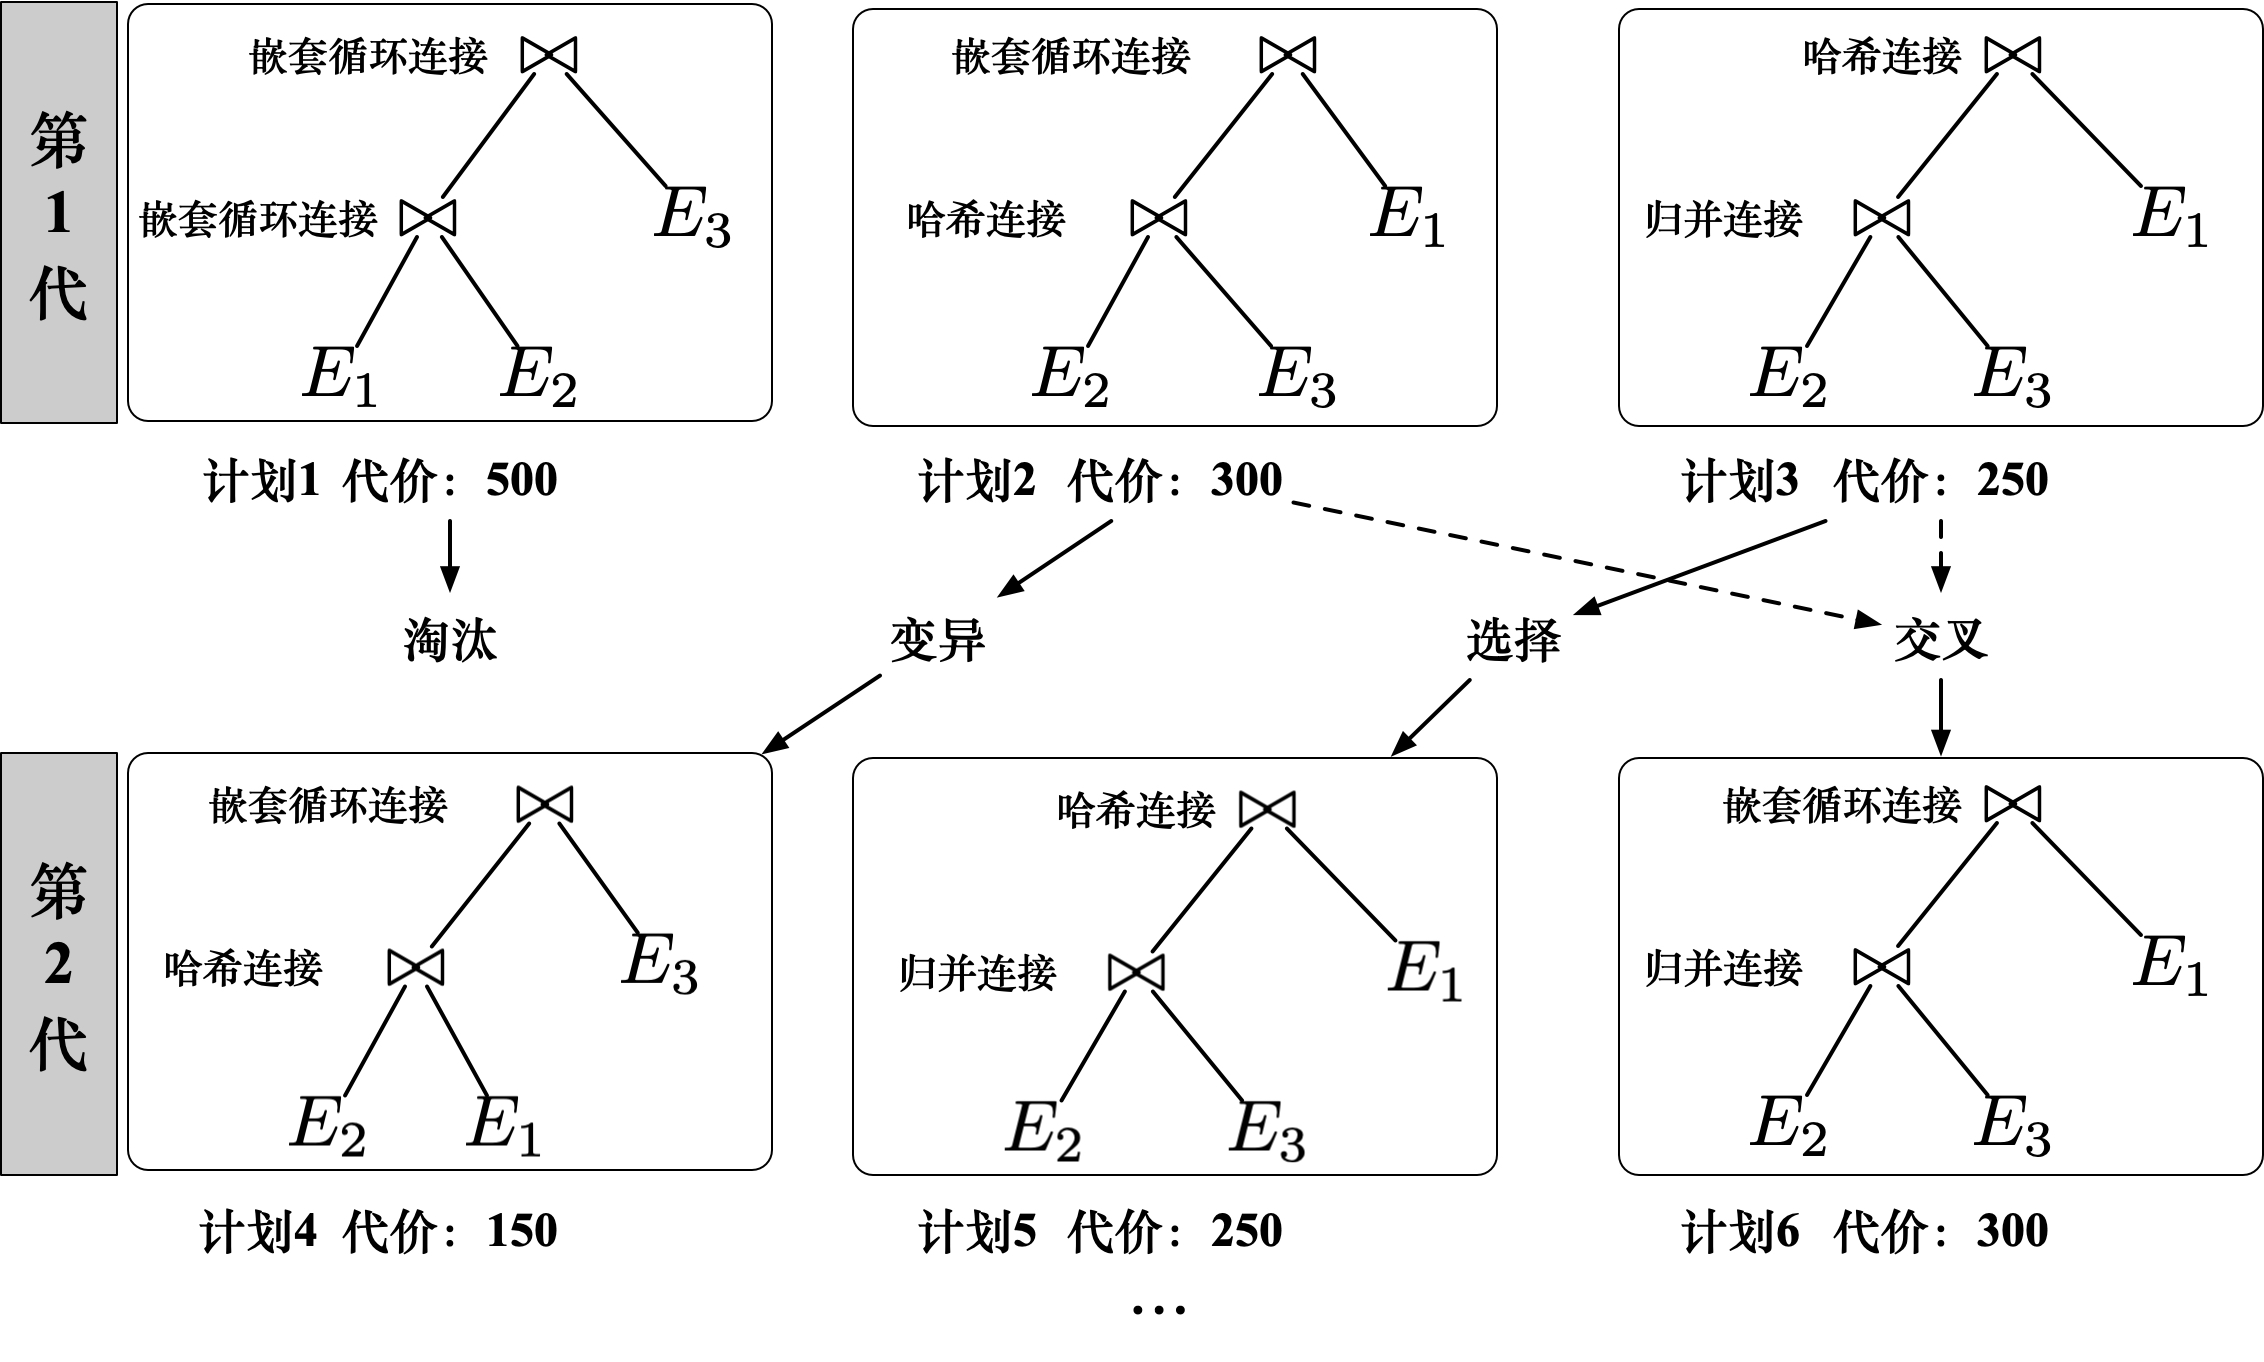 第1代
嵌套循环连接
嵌套循环连接
E3
E1 E2
计划1 代价：500
嵌套循环连接
哈希连接
E1
E2 E3
计划2 代价：300
哈希连接
归并连接
E1
E2 E3
计划3 代价：250
淘汰
变异
选择
交叉
第2代
嵌套循环连接
哈希连接
E3
E2 E1
计划4 代价：150
哈希连接
归并连接
E1
E2 E3
计划5 代价：250
嵌套循环连接
归并连接
E1
E2 E3
计划6 代价：300
...